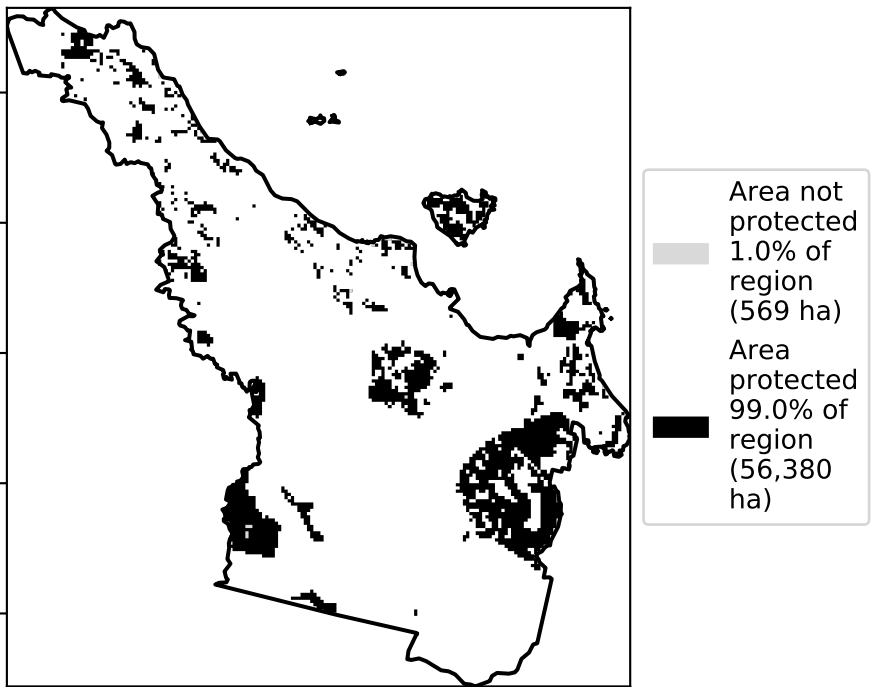 Area not
protected
1.0% of
region
(569 ha)
Area
protected
99.0% of
region
(56,380
ha)